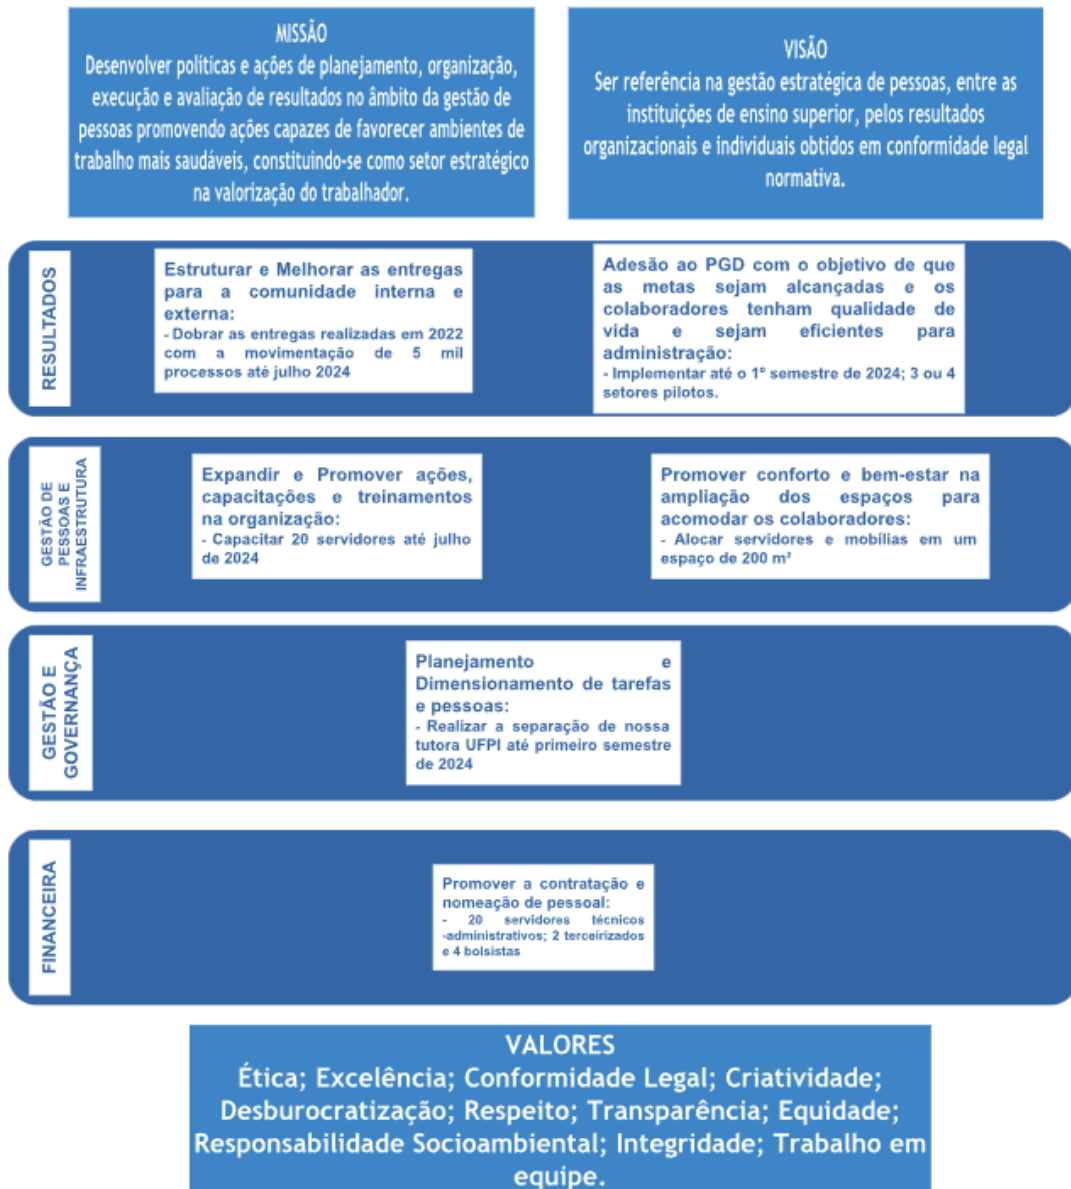 MISSÃO
Desenvolver políticas e ações de planejamento, organização,
execução e avaliação de resultados no âmbito da gestão de
pessoas promovendo ações capazes de favorecer ambientes de
trabalho mais saudáveis, constituindo-se como setor estratégico
na valorização do trabalhador.
VISÃO
Ser referência na gestão estratégica de pessoas, entre as
instituições de ensino superior, pelos resultados
organizacionais e individuais obtidos em conformidade legal
normativa.
RESULTADOS
Estruturar e Melhorar as entregas
para a comunidade interna e
externa:
- Dobrar as entregas realizadas em 2022
com a movimentação de 5 mil
processos até julho 2024
Adesão ao PGD com o objetivo de que
as metas sejam alcançadas e os
colaboradores tenham qualidade de
vida e sejam eficientes para
administração:
- Implementar até o 1º semestre de 2024; 3 ou 4
setores pilotos.
GESTÃO DE
PESSOAS E
INFRAESTRUTURA
Expandir e Promover ações,
capacitações e treinamentos
na organização:
- Capacitar 20 servidores até julho
de 2024
Promover conforto e bem-estar na
ampliação dos espaços para
acomodar os colaboradores:
- Alocar servidores e mobílias em um
espaço de 200 m²
GESTÃO E
GOVERNANÇA
Planejamento e
Dimensionamento de tarefas
e pessoas:
- Realizar a separação de nossa
tutora UFPI até primeiro semestre
de 2024
FINANCEIRA
Promover a contratação e
nomeação de pessoal:
- 20 servidores técnicos
-administrativos; 2 terceirizados
e 4 bolsistas
VALORES
Ética; Excelência; Conformidade Legal; Criatividade;
Desburocratização; Respeito; Transparência; Equidade;
Responsabilidade Socioambiental; Integridade; Trabalho em
equipe.